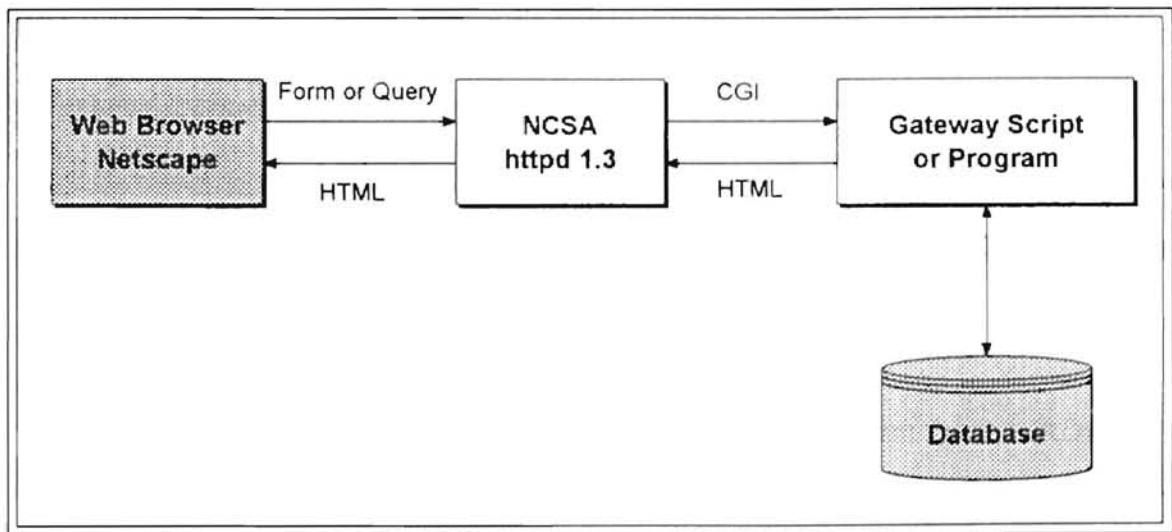 Form or Query
CGI
Web Browser
Netscape
NCSA
httpd 1.3
Gateway Script
or Program
HTML
HTML
Database